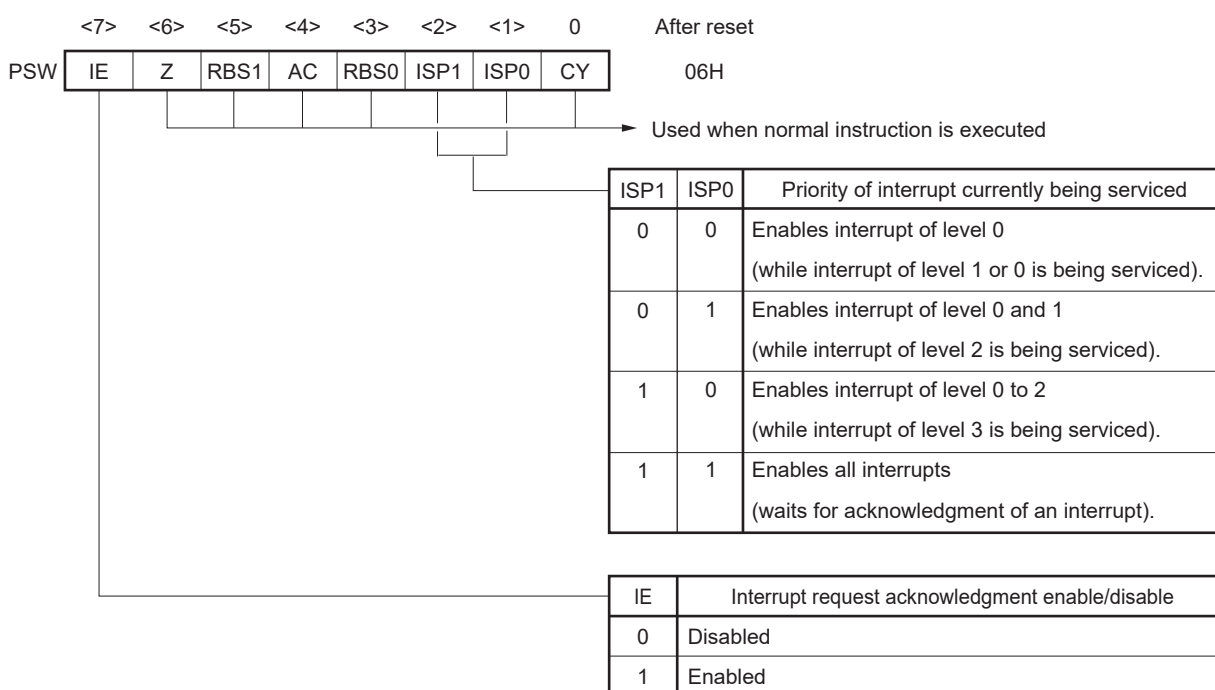 <7> <6> <5> <4> <3> <2> <1> 0 After reset
PSW IE Z RBS1 AC RBS0 ISP1 ISP0 CY 06H
Used when normal instruction is executed
ISP1 ISP0 Priority of interrupt currently being serviced
0 0 Enables interrupt of level 0
(while interrupt of level 1 or 0 is being serviced).
0 1 Enables interrupt of level 0 and 1
(while interrupt of level 2 is being serviced).
1 0 Enables interrupt of level 0 to 2
(while interrupt of level 3 is being serviced).
1 1 Enables all interrupts
(waits for acknowledgment of an interrupt).
IE Interrupt request acknowledgment enable/disable
0 Disabled
1 Enabled